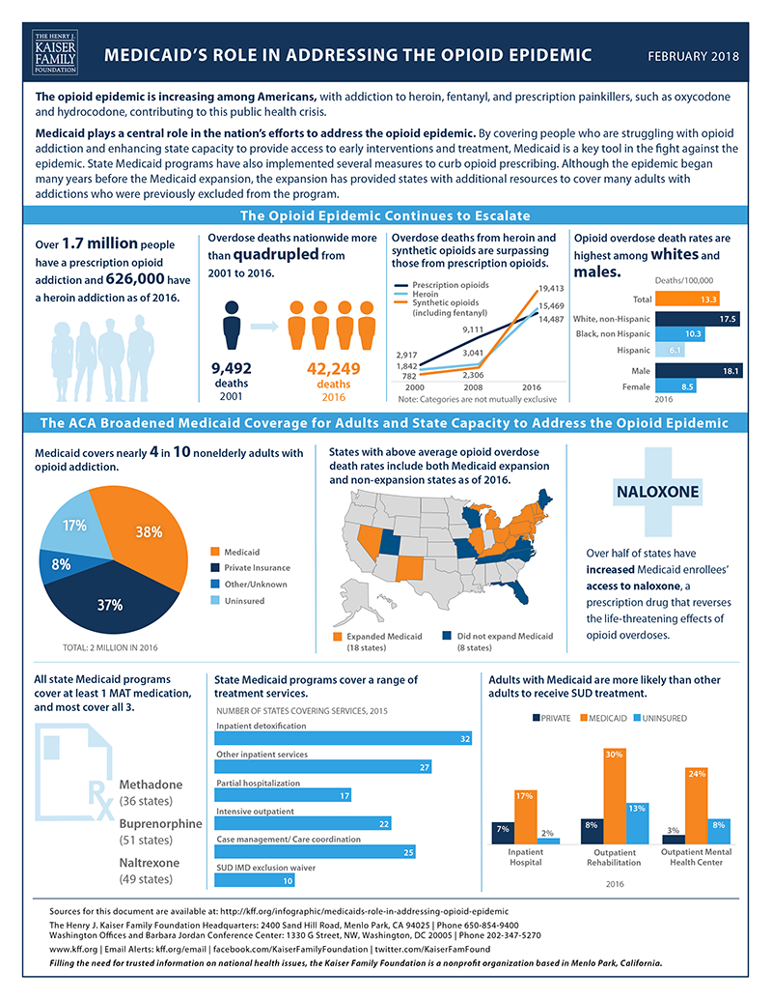 THE HENRY J.
KAISER
FAMILY
FOUNDATION
MEDICAID'S ROLE IN ADDRESSING THE OPIOID EPIDEMIC
FEBRUARY 2018
The opioid epidemic is increasing among Americans, with addiction to heroin, fentanyl, and prescription painkillers, such as oxycodone
and hydrocodone, contributing to this public health crisis.
Medicaid plays a central role in the nation's efforts to address the opioid epidemic. By covering people who are struggling with opioid
addiction and enhancing state capacity to provide access to early interventions and treatment, Medicaid is a key tool in the fight against the
epidemic. State Medicaid programs have also implemented several measures to curb opioid prescribing. Although the epidemic began
many years before the Medicaid expansion, the expansion has provided states with additional resources to cover many adults with
addictions who were previously excluded from the program.
The Opioid Epidemic Continues to Escalate
Over 1.7 million people
have a prescription opioid
addiction and 626,000 have
a heroin addiction as of 2016.
Overdose deaths nationwide more
than quadrupled from
2001 to 2016.
9,492
deaths
2001
42,249
deaths
2016
Overdose deaths from heroin and
synthetic opioids are surpassing
those from prescription opioids.
Prescription opioids
Heroin
Synthetic opioids
(including fentanyl)
19,413
15,469
14,487
9,111
3,041
2,306
2,917
1,842
782
2000
2008
2016
Note: Categories are not mutually exclusive
Opioid overdose death rates are
highest among whites and
males.
Deaths/100,000
Total
13.3
White, non-Hispanic
17.5
Black, non Hispanic
10.3
Hispanic
6.1
Male
18.1
Female
8.5
2016
The ACA Broadened Medicaid Coverage for Adults and State Capacity to Address the Opioid Epidemic
Medicaid covers nearly 4 in 10 nonelderly adults with
opioid addiction.
17%
38%
8%
37%
Medicaid
Private Insurance
Other/Unknown
Uninsured
TOTAL: 2 MILLION IN 2016
States with above average opioid overdose
death rates include both Medicaid expansion
and non-expansion states as of 2016.
Expanded Medicaid
(18 states)
Did not expand Medicaid
(8 states)
NALOXONE
Over half of states have
increased Medicaid enrollees'
access to naloxone, a
prescription drug that reverses
the life-threatening effects of
opioid overdoses.
All state Medicaid programs
cover at least 1 MAT medication,
and most cover all 3.
Rx
Methadone
(36 states)
Buprenorphine
(51 states)
Naltrexone
(49 states)
State Medicaid programs cover a range of
treatment services.
NUMBER OF STATES COVERING SERVICES, 2015
Inpatient detoxification
32
Other inpatient services
27
Partial hospitalization
17
Intensive outpatient
22
Case management/ Care coordination
25
SUD IMD exclusion waiver
10
Adults with Medicaid are more likely than other
adults to receive SUD treatment.
PRIVATE
MEDICAID
UNINSURED
7%
17%
2%
8%
30%
13%
3%
24%
8%
Inpatient
Hospital
Outpatient
Rehabilitation
Outpatient Mental
Health Center
2016
Sources for this document are available at: http://kff.org/infographic/medicaids-role-in-addressing-opioid-epidemic
The Henry J. Kaiser Family Foundation Headquarters: 2400 Sand Hill Road, Menlo Park, CA 94025 | Phone 650-854-9400
Washington Offices and Barbara Jordan Conference Center: 1330 G Street, NW, Washington, DC 20005 | Phone 202-347-5270
www.kff.org | Email Alerts: kff.org/email | facebook.com/KaiserFamilyFoundation | twitter.com/KaiserFamFound
Filling the need for trusted information on national health issues, the Kaiser Family Foundation is a nonprofit organization based in Menlo Park, California.